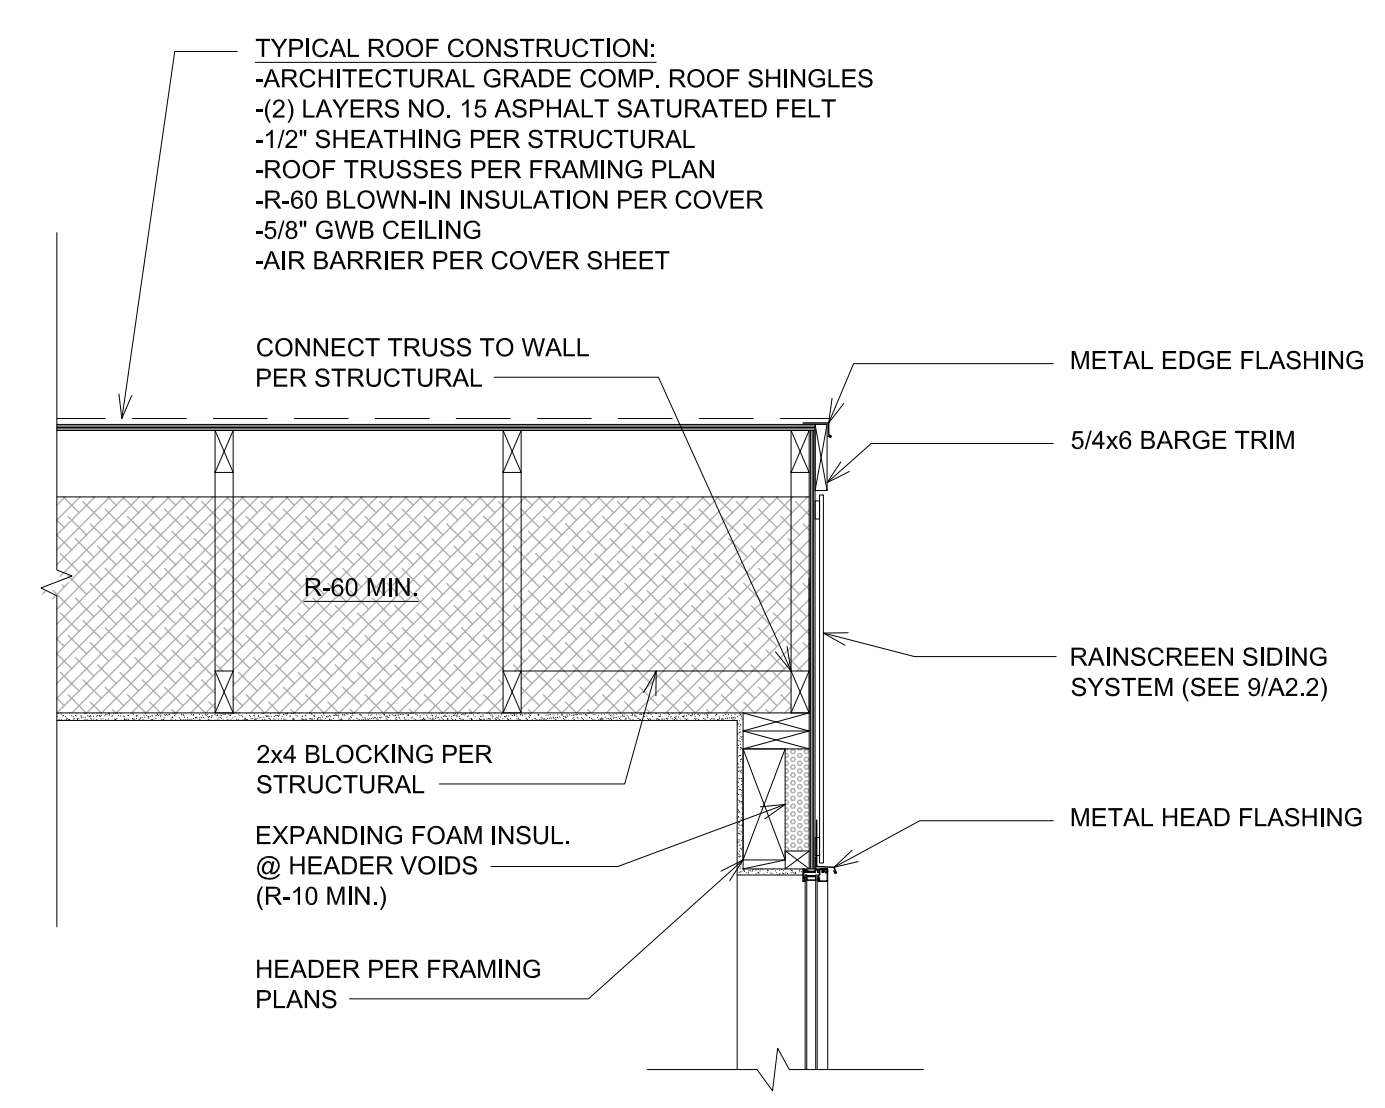 TYPICAL ROOF CONSTRUCTION:
-ARCHITECTURAL GRADE COMP. ROOF SHINGLES
-(2) LAYERS NO. 15 ASPHALT SATURATED FELT
-1/2" SHEATHING PER STRUCTURAL
-ROOF TRUSSES PER FRAMING PLAN
-R-60 BLOWN-IN INSULATION PER COVER
-5/8" GWB CEILING
-AIR BARRIER PER COVER SHEET
CONNECT TRUSS TO WALL
PER STRUCTURAL
METAL EDGE FLASHING
5/4x6 BARGE TRIM
R-60 MIN.
RAINSCREEN SIDING
SYSTEM (SEE 9/A2.2)
2x4 BLOCKING PER
STRUCTURAL
METAL HEAD FLASHING
EXPANDING FOAM INSUL.
@ HEADER VOIDS
(R-10 MIN.)
HEADER PER FRAMING
PLANS